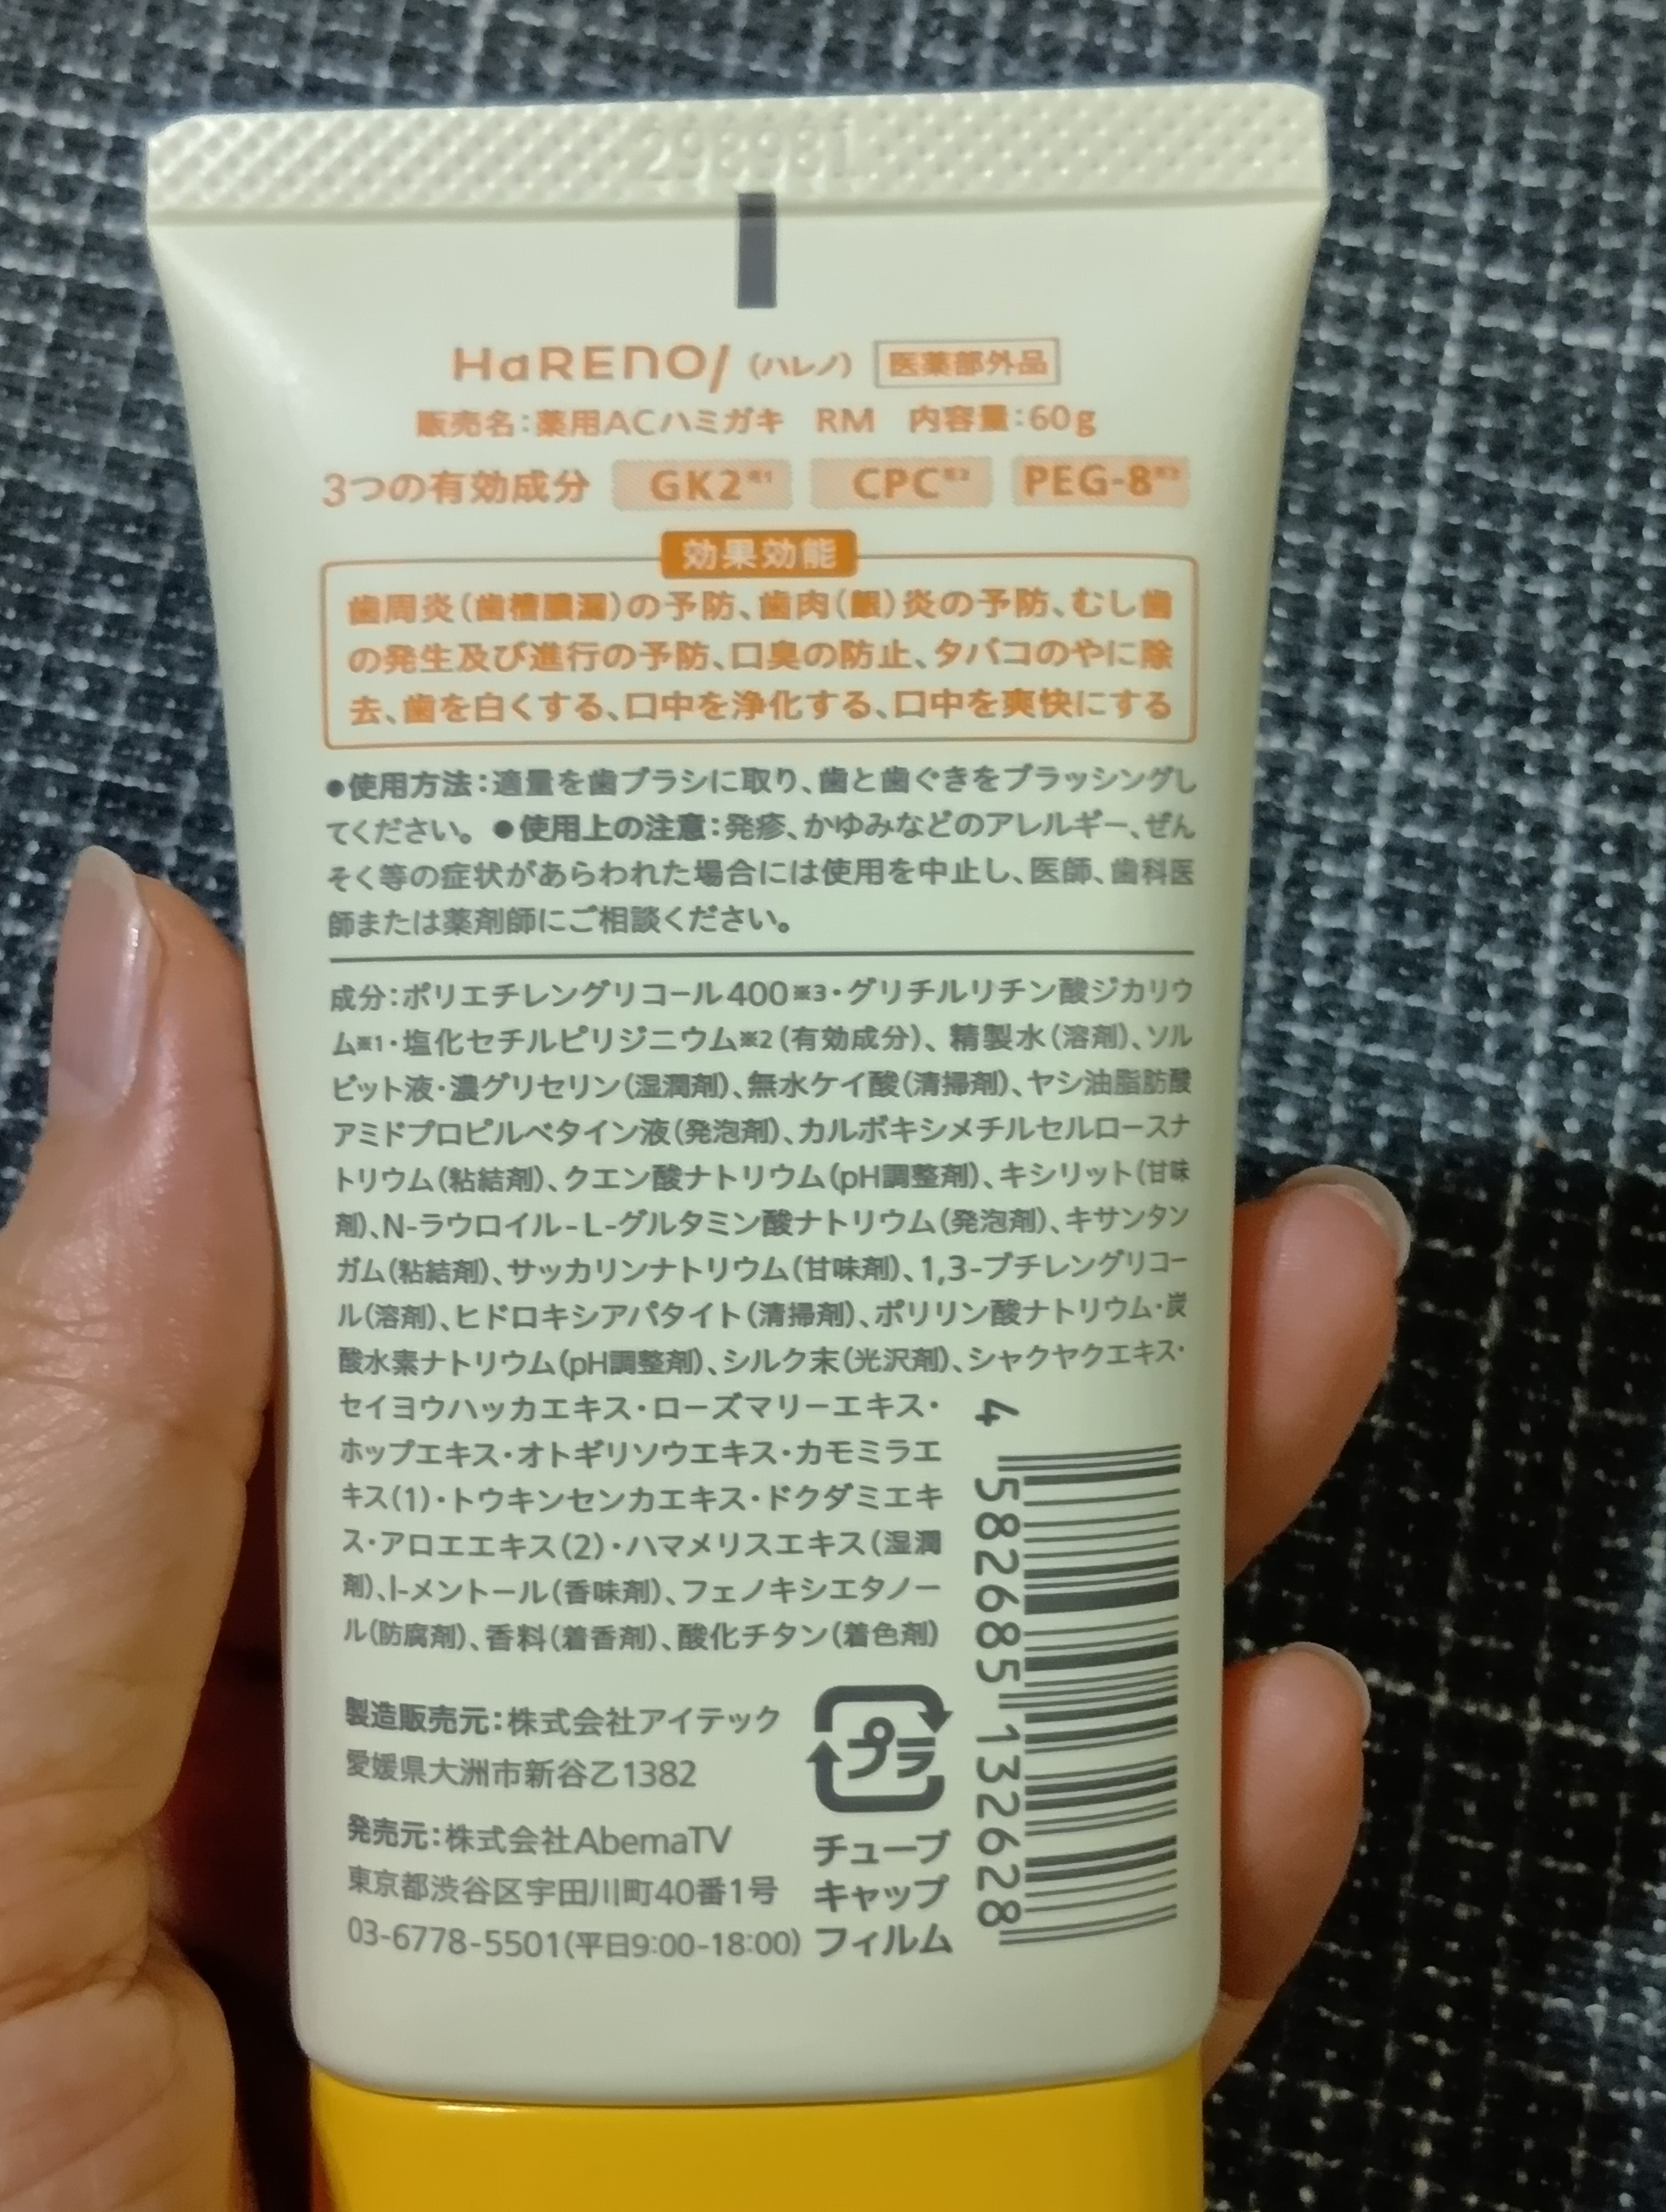 298981
HaRENO/ (ハレノ) 医薬部外品
販売名:薬用ACハミガキ RM 内容量:60g
3つの有効成分 GK2※1 CPC※2 PEG-8※3
効果効能
歯周炎(歯槽膿漏)の予防、歯肉(齦)炎の予防、むし歯
の発生及び進行の予防、口臭の防止、タバコのやに除
去、歯を白くする、口中を浄化する、口中を爽快にする
●使用方法:適量を歯ブラシに取り、歯と歯ぐきをブラッシングし
てください。 ●使用上の注意:発疹、かゆみなどのアレルギー、ぜん
そく等の症状があらわれた場合には使用を中止し、医師、歯科医
師または薬剤師にご相談ください。
成分:ポリエチレングリコール400※3・グリチルリチン酸ジカリウ
ム※1・塩化セチルピリジニウム※2(有効成分)、精製水(溶剤)、ソル
ビット液・濃グリセリン(湿潤剤)、無水ケイ酸(清掃剤)、ヤシ油脂肪酸
アミドプロピルベタイン液(発泡剤)、カルボキシメチルセルロースナ
トリウム(粘結剤)、クエン酸ナトリウム(pH調整剤)、キシリット(甘味
剤)、N-ラウロイル-L-グルタミン酸ナトリウム(発泡剤)、キサンタン
ガム(粘結剤)、サッカリンナトリウム(甘味剤)、1,3-ブチレングリコー
ル(溶剤)、ヒドロキシアパタイト(清掃剤)、ポリリン酸ナトリウム・炭
酸水素ナトリウム(pH調整剤)、シルク末(光沢剤)、シャクヤクエキス・
セイヨウハッカエキス・ローズマリーエキス・
ホップエキス・オトギリソウエキス・カモミラエ
キス(1)・トウキンセンカエキス・ドクダミエキ
ス・アロエエキス(2)・ハマメリスエキス(湿潤
剤)、l-メントール(香味剤)、フェノキシエタノー
ル(防腐剤)、香料(着香剤)、酸化チタン(着色剤)
製造販売元:株式会社アイテック
愛媛県大洲市新谷乙1382
発売元:株式会社AbemaTV
東京都渋谷区宇田川町40番1号
03-6778-5501(平日9:00-18:00)
プラ
チューブ
キャップ
フィルム
4 582685 132628